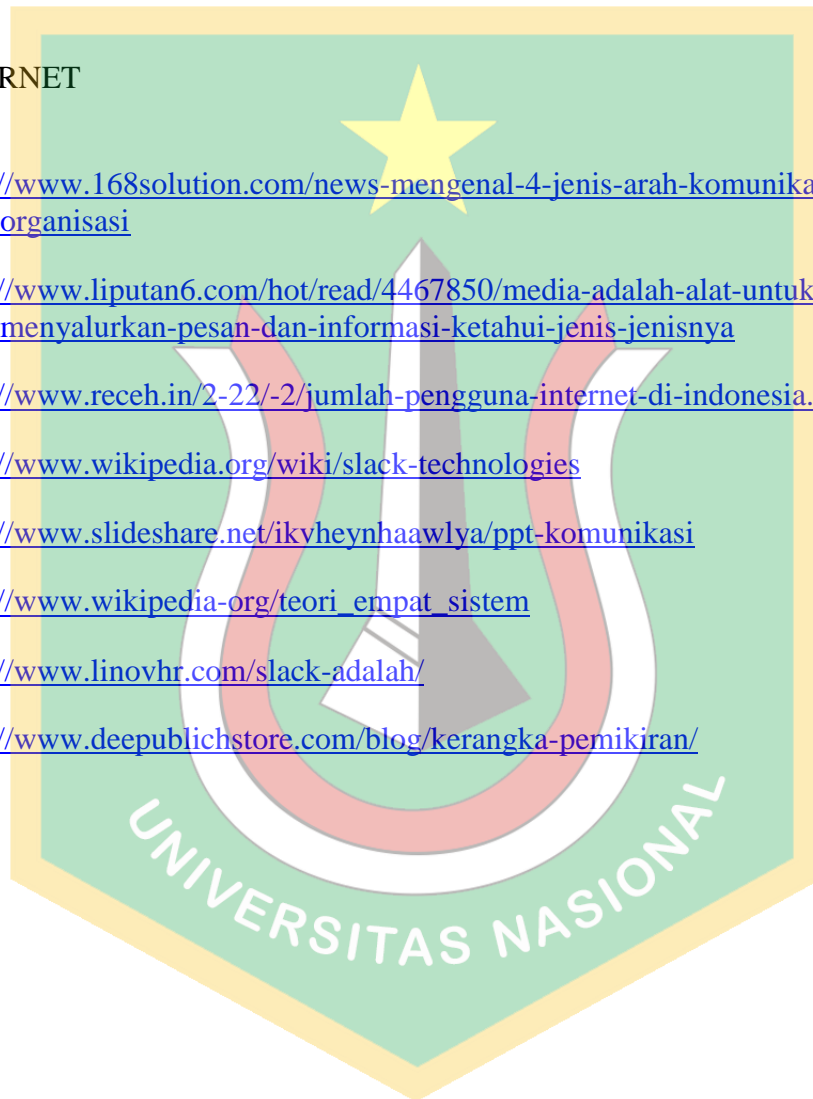 RNET
//www.168solution.com/news-mengenal-4-jenis-arah-komunika
organisasi
//www.liputan6.com/hot/read/4467850/media-adalah-alat-untuk
menyalurkan-pesan-dan-informasi-ketahui-jenis-jenisnya
//www.receh.in/2-22/-2/jumlah-pengguna-internet-di-indonesia.
//www.wikipedia.org/wiki/slack-technologies
//www.slideshare.net/ikvheynhaawlya/ppt-komunikasi
//www.wikipedia-org/teori_empat_sistem
//www.linovhr.com/slack-adalah/
//www.deepublichstore.com/blog/kerangka-pemikiran/
UNIVERSITAS NASIONAL